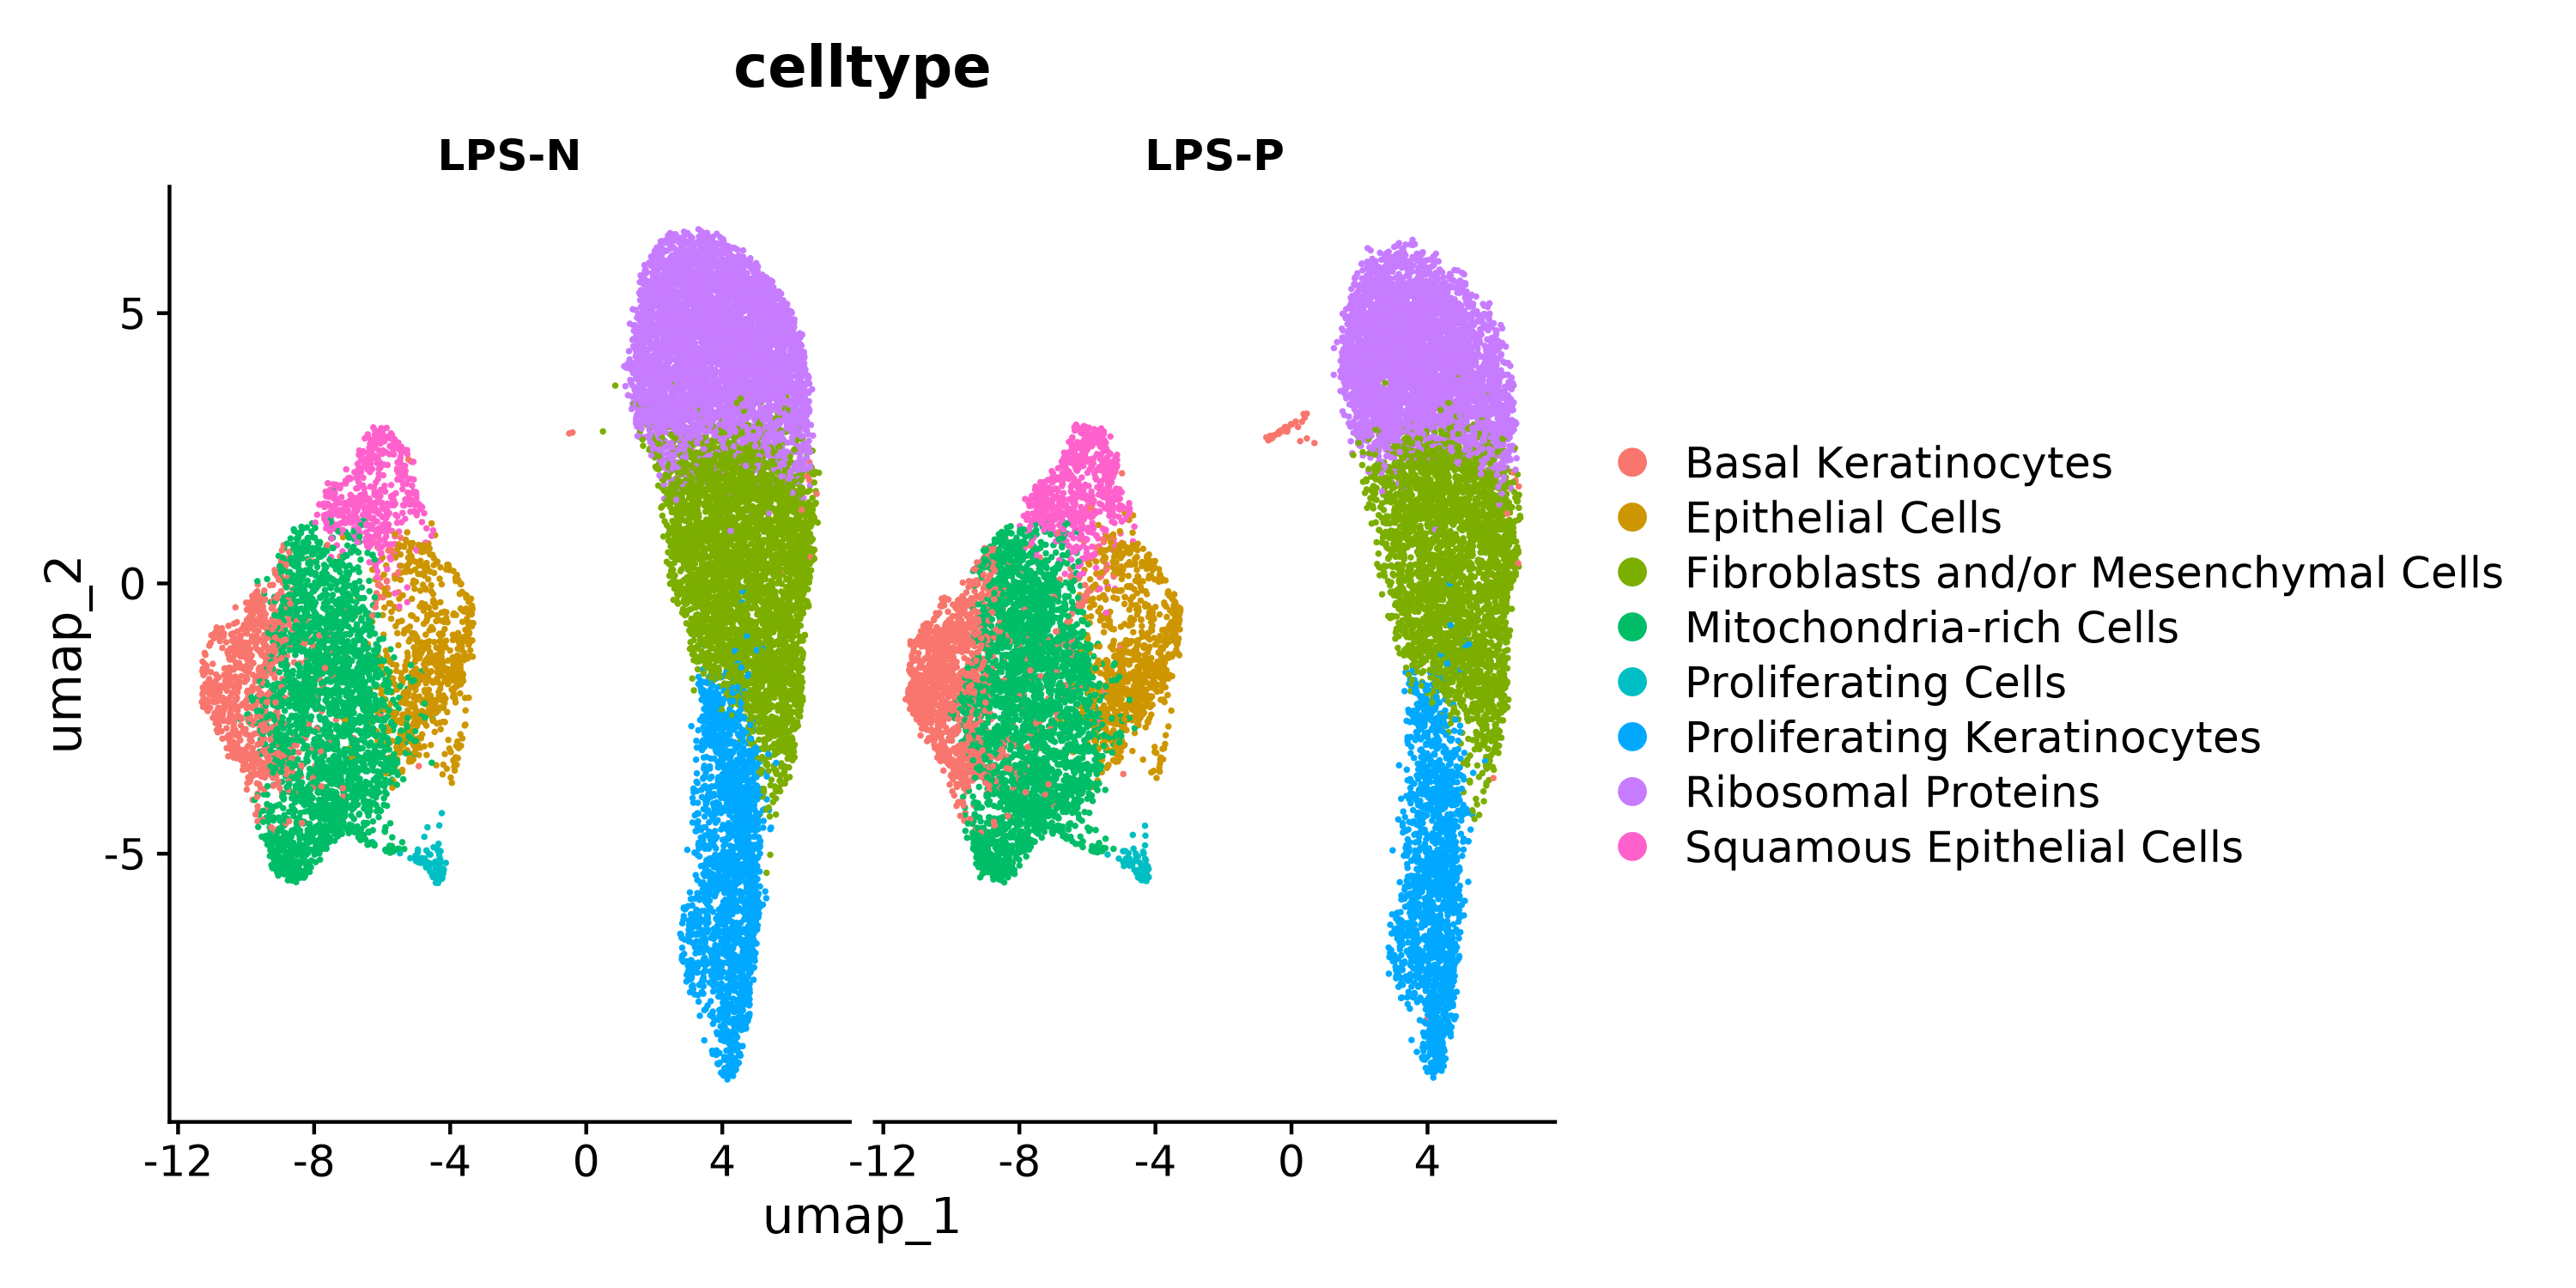 celltype
LPS-N
LPS-P
5
0
-5
umap_2
-12 -8 -4 0 4
-12 -8 -4 0 4
umap_1
Basal Keratinocytes
Epithelial Cells
Fibroblasts and/or Mesenchymal Cells
Mitochondria-rich Cells
Proliferating Cells
Proliferating Keratinocytes
Ribosomal Proteins
Squamous Epithelial Cells